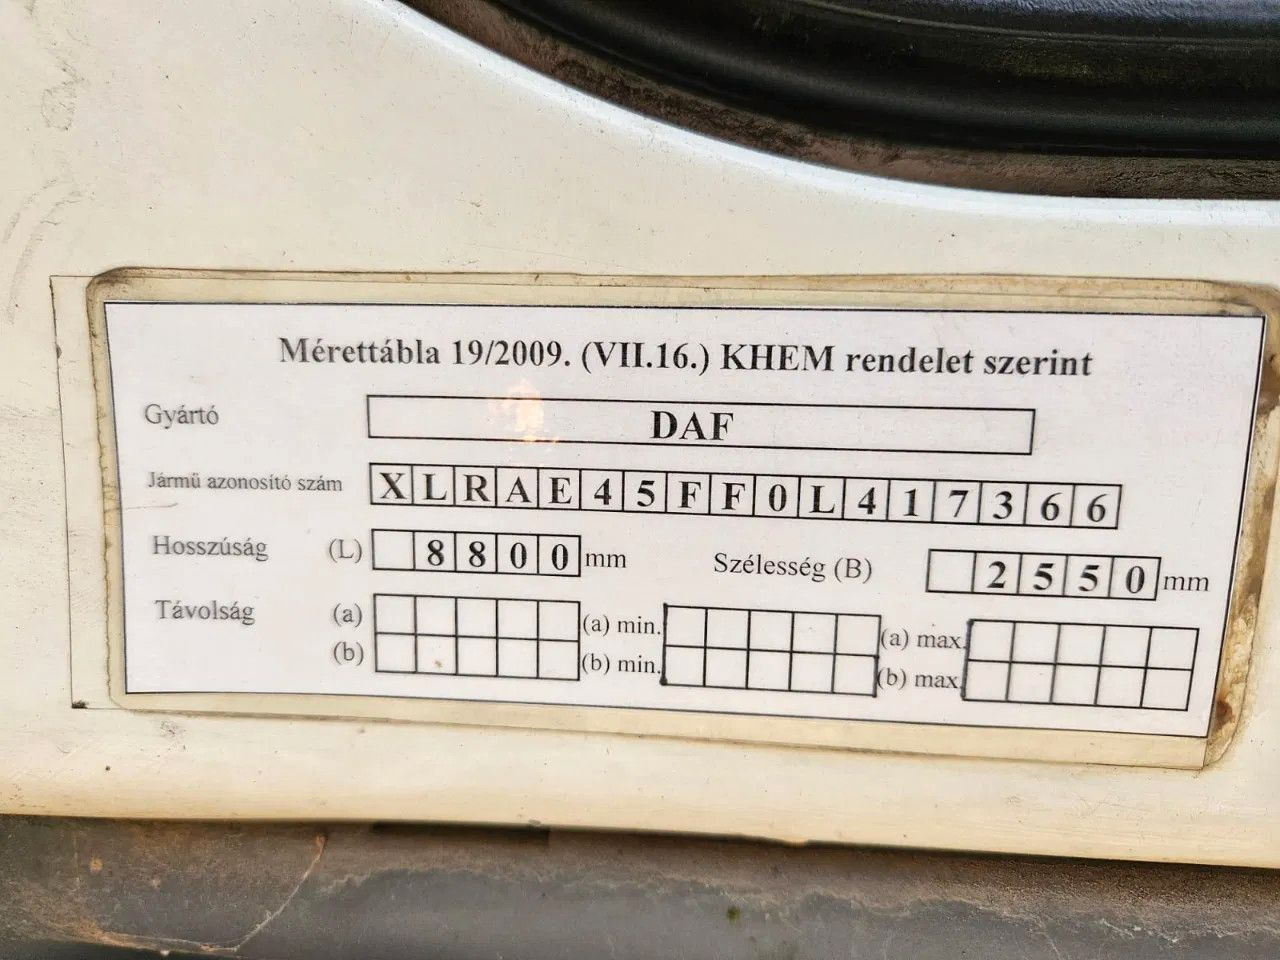 Mérettábla 19/2009. (VII.16.) KHEM rendelet szerint
Gyártó DAF
Jármű azonosító szám XLRAE45FF0L417366
Hosszúság (L) 8800 mm Szélesség (B) 2550 mm
Távolság (a) (a) min. (a) max.
(b) (b) min. (b) max.